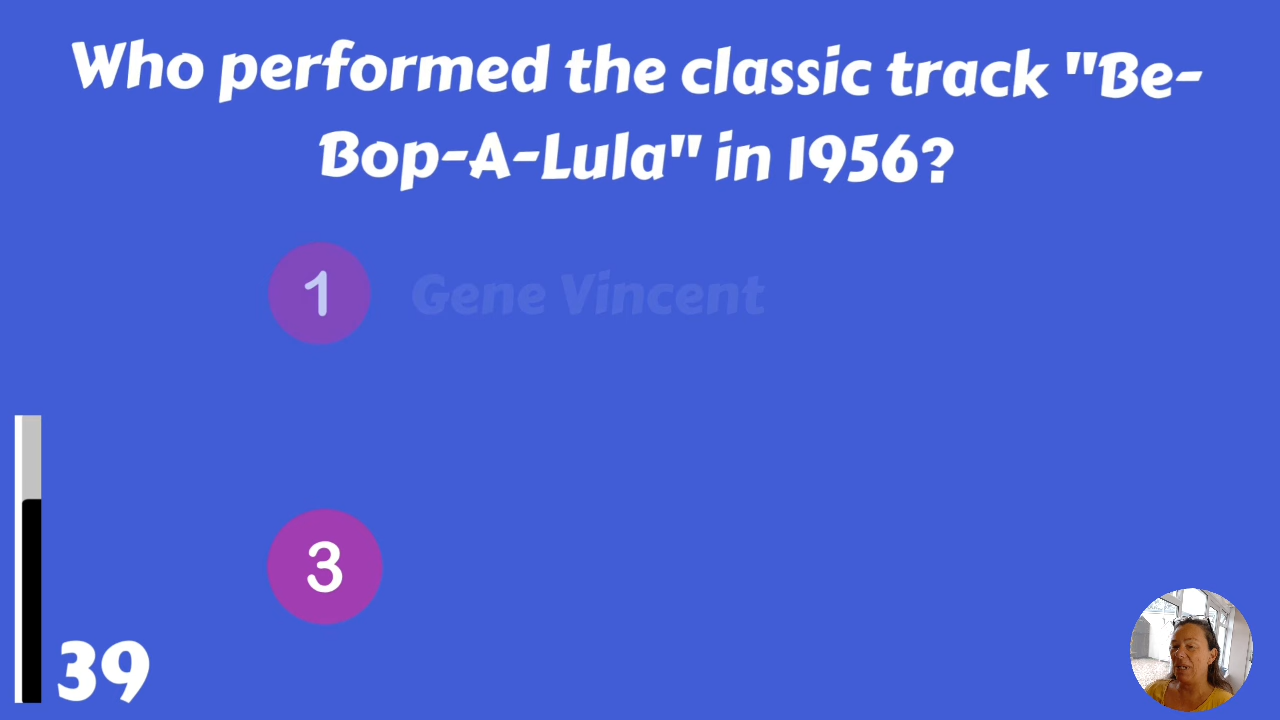 Who performed the classic track "Be-
Bop-A-Lula" in 1956?
1 Gene Vincent
3
39